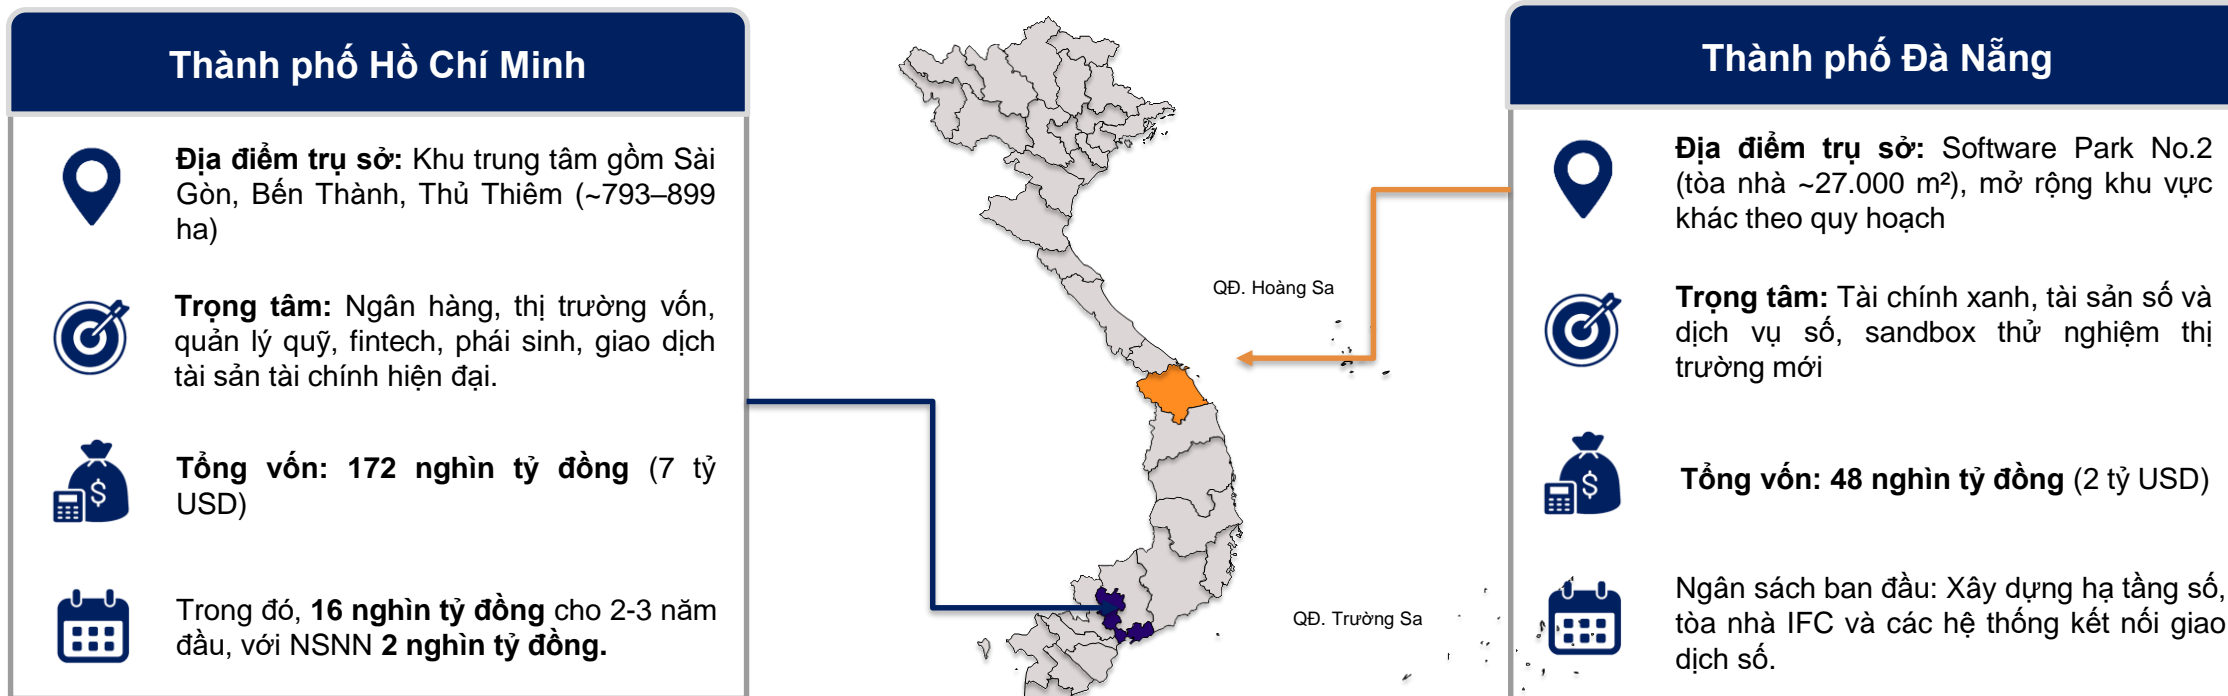 Thành phố Hồ Chí Minh
Địa điểm trụ sở: Khu trung tâm gồm Sài
Gòn, Bến Thành, Thủ Thiêm (~793–899
ha)
Trọng tâm: Ngân hàng, thị trường vốn,
quản lý quỹ, fintech, phái sinh, giao dịch
tài sản tài chính hiện đại.
Tổng vốn: 172 nghìn tỷ đồng (7 tỷ
USD)
Trong đó, 16 nghìn tỷ đồng cho 2-3 năm
đầu, với NSNN 2 nghìn tỷ đồng.
QĐ. Hoàng Sa
QĐ. Trường Sa
Thành phố Đà Nẵng
Địa điểm trụ sở: Software Park No.2
(tòa nhà ~27.000 m²), mở rộng khu vực
khác theo quy hoạch
Trọng tâm: Tài chính xanh, tài sản số và
dịch vụ số, sandbox thử nghiệm thị
trường mới
Tổng vốn: 48 nghìn tỷ đồng (2 tỷ USD)
Ngân sách ban đầu: Xây dựng hạ tầng số,
tòa nhà IFC và các hệ thống kết nối giao
dịch số.